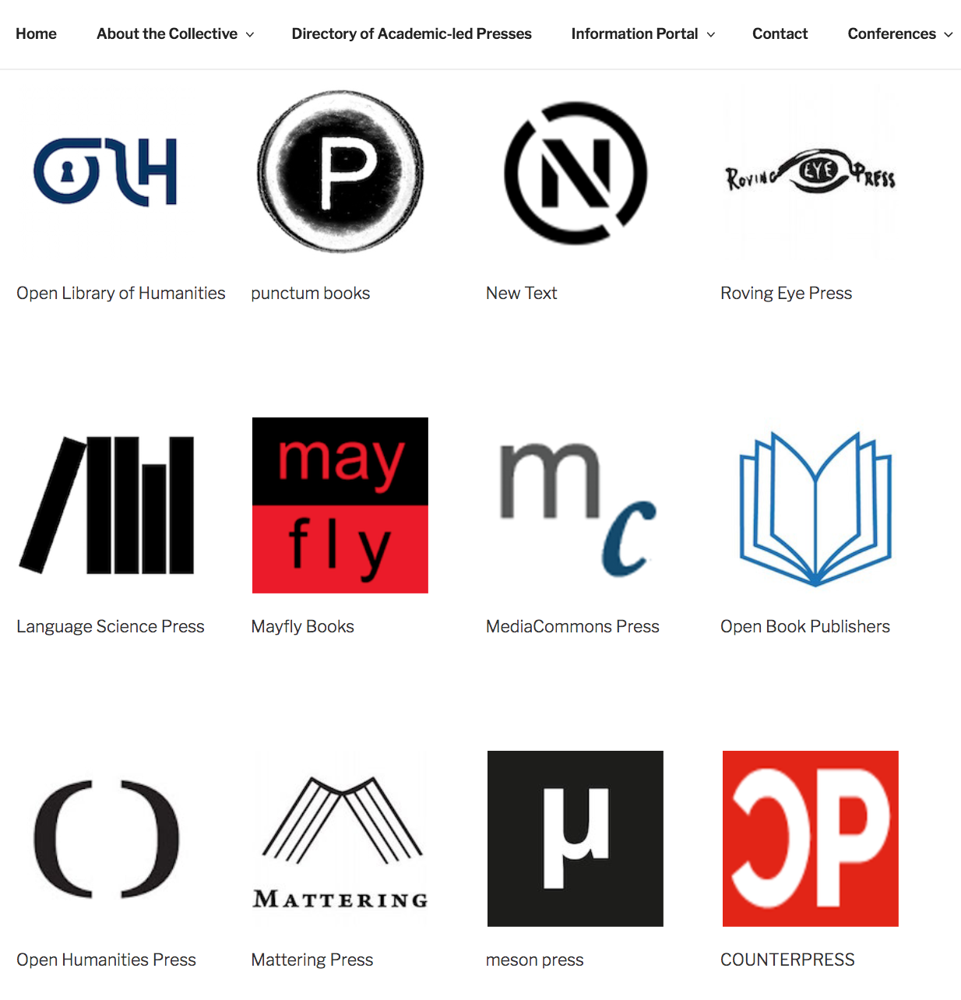 Home About the Collective Directory of Academic-led Presses Information Portal Contact Conferences
OLH P N ROVING EYE PRESS
Open Library of Humanities punctum books New Text Roving Eye Press
may
fly
m
c
Language Science Press Mayfly Books MediaCommons Press Open Book Publishers
( )
MATTERING
µ
ƆP
Open Humanities Press Mattering Press meson press COUNTERPRESS